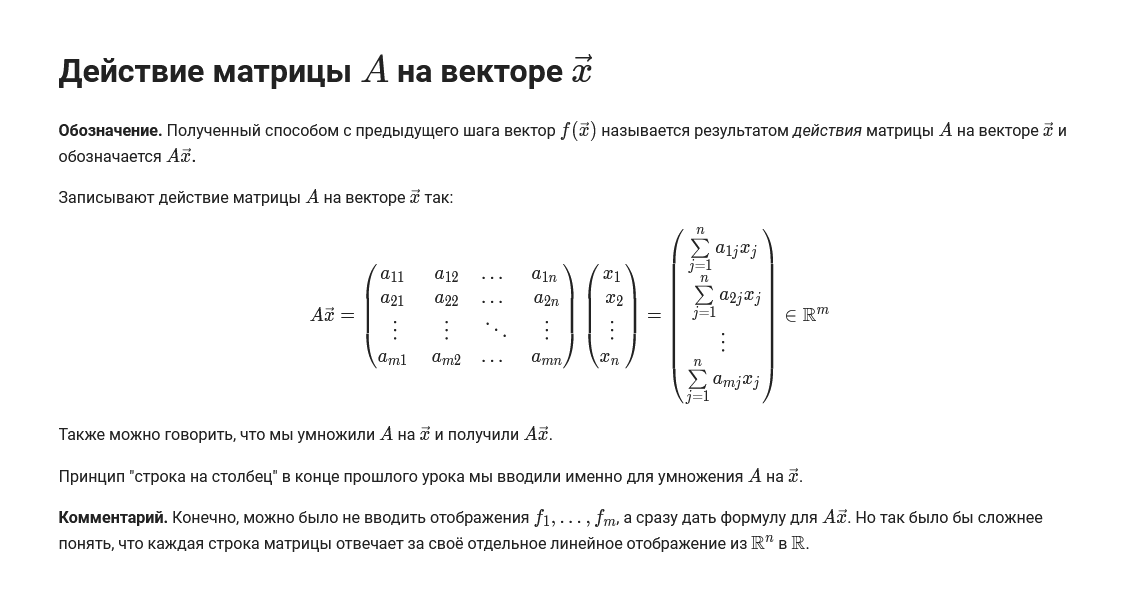 Действие матрицы $A$ на векторе $\vec{x}$
Обозначение. Полученный способом с предыдущего шага вектор $f(\vec{x})$ называется результатом действия матрицы $A$ на векторе $\vec{x}$ и
обозначается $A\vec{x}$.
Записывают действие матрицы $A$ на векторе $\vec{x}$ так:
$A\vec{x} = \begin{pmatrix} a_{11} & a_{12} & \dots & a_{1n} \\ a_{21} & a_{22} & \dots & a_{2n} \\ \vdots & \vdots & \ddots & \vdots \\ a_{m1} & a_{m2} & \dots & a_{mn} \end{pmatrix} \begin{pmatrix} x_1 \\ x_2 \\ \vdots \\ x_n \end{pmatrix} = \begin{pmatrix} \sum\limits_{j=1}^{n} a_{1j}x_j \\ \sum\limits_{j=1}^{n} a_{2j}x_j \\ \vdots \\ \sum\limits_{j=1}^{n} a_{mj}x_j \end{pmatrix} \in \mathbb{R}^m$
Также можно говорить, что мы умножили $A$ на $\vec{x}$ и получили $A\vec{x}$.
Принцип "строка на столбец" в конце прошлого урока мы вводили именно для умножения $A$ на $\vec{x}$.
Комментарий. Конечно, можно было не вводить отображения $f_1, \dots, f_m$, а сразу дать формулу для $A\vec{x}$. Но так было бы сложнее
понять, что каждая строка матрицы отвечает за своё отдельное линейное отображение из $\mathbb{R}^n$ в $\mathbb{R}$.